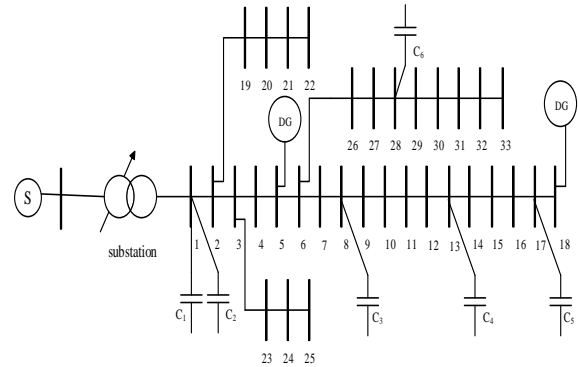 C6
19 20 21 22
DG
DG
26 27 28 29 30 31 32 33
S
substation
1 2 3 4 5 6 7 8 9 10 11 12 13 14 15 16 17 18
C1 C2 C3 C4 C5
23 24 25